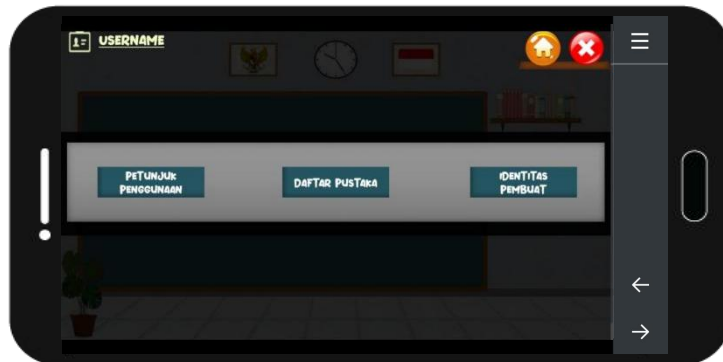 USERNAME
PETUNJUK
PENGGUNAAN
DAFTAR PUSTAKA
IDENTITAS
PEMBUAT